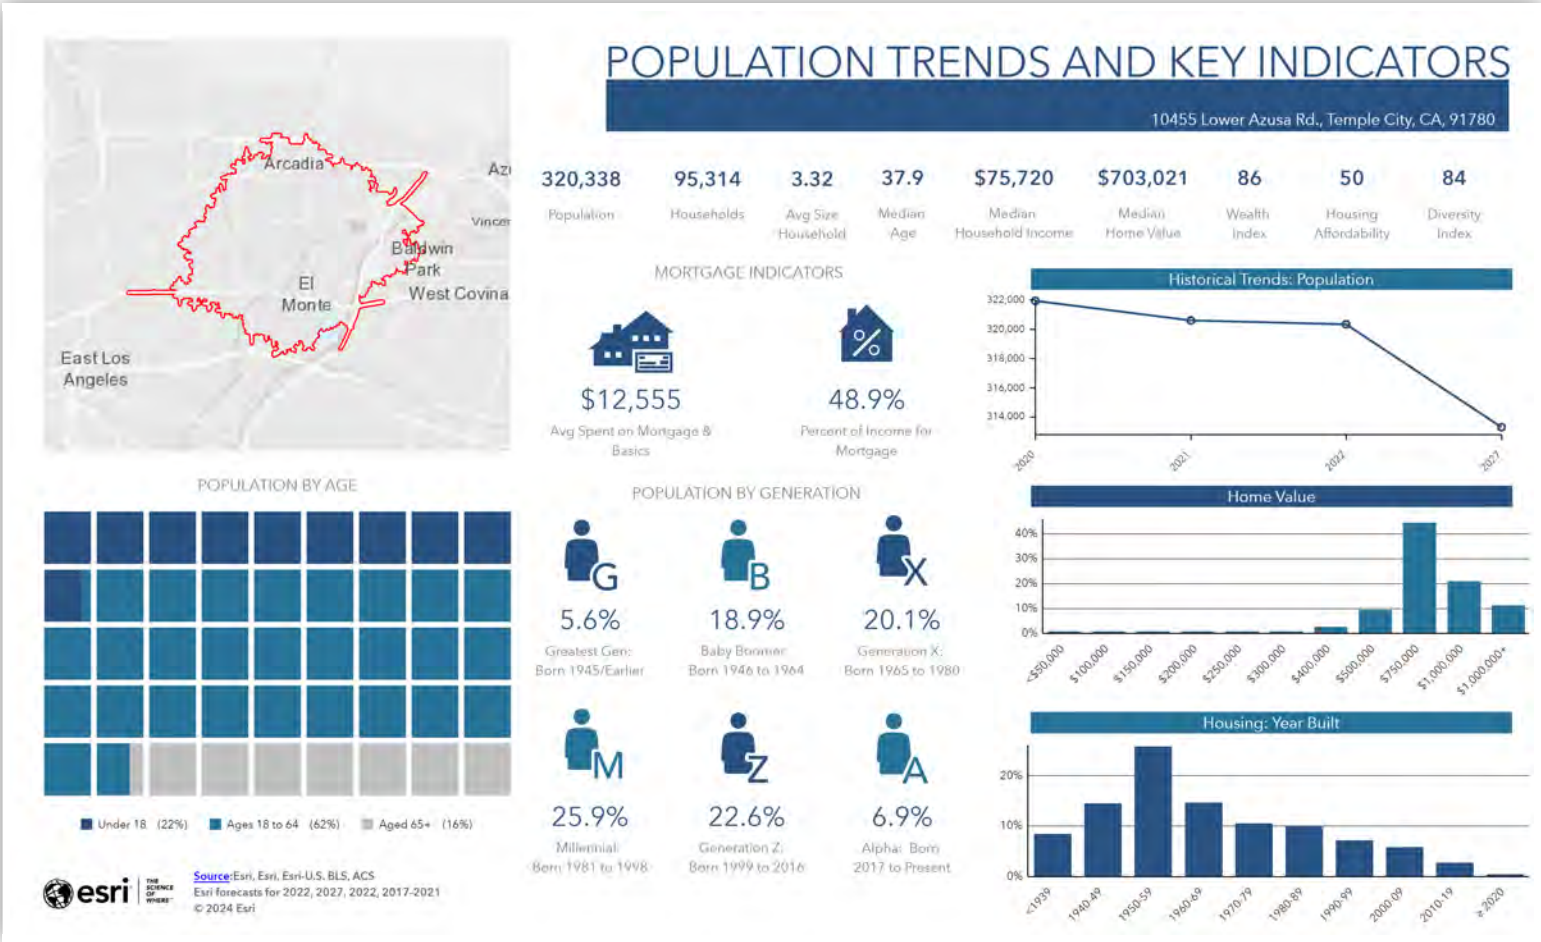 POPULATION TRENDS AND KEY INDICATORS
10455 Lower Azusa Rd., Temple City, CA, 91780
Arcadia
Baldwin
Park
El
Monte
West Covina
East Los
Angeles
320,338
Population
95,314
Households
3.32
Avg Size
Household
37.9
Median
Age
$75,720
Median
Household Income
$703,021
Median
Home Value
86
Wealth
Index
50
Housing
Affordability
84
Diversity
Index
MORTGAGE INDICATORS
$12,555
Avg Spent on Mortgage &
Basics
%
48.9%
Percent of Income for
Mortgage
Historical Trends: Population
322,000
320,000
318,000
316,000
314,000
2020
2021
2022
2027
POPULATION BY AGE
Under 18 (22%)
Ages 18 to 64 (62%)
Aged 65+ (16%)
POPULATION BY GENERATION
G
5.6%
Greatest Gen:
Born 1945/Earlier
B
18.9%
Baby Boomer:
Born 1946 to 1964
X
20.1%
Generation X:
Born 1965 to 1980
M
25.9%
Millennial:
Born 1981 to 1998
Z
22.6%
Generation Z:
Born 1999 to 2016
A
6.9%
Alpha: Born
2017 to Present
Home Value
40%
30%
20%
10%
0%
<$50,000
$100,000
$150,000
$200,000
$250,000
$300,000
$400,000
$500,000
$750,000
$1,000,000
$1,000,000+
Housing: Year Built
20%
10%
0%
<1939
1940-49
1950-59
1960-69
1970-79
1980-89
1990-99
2000-09
2010-19
≥ 2020
esri
THE
SCIENCE
OF
WHERE™
Source:Esri, Esri, Esri-U.S. BLS, ACS
Esri forecasts for 2022, 2027, 2022, 2017-2021
© 2024 Esri